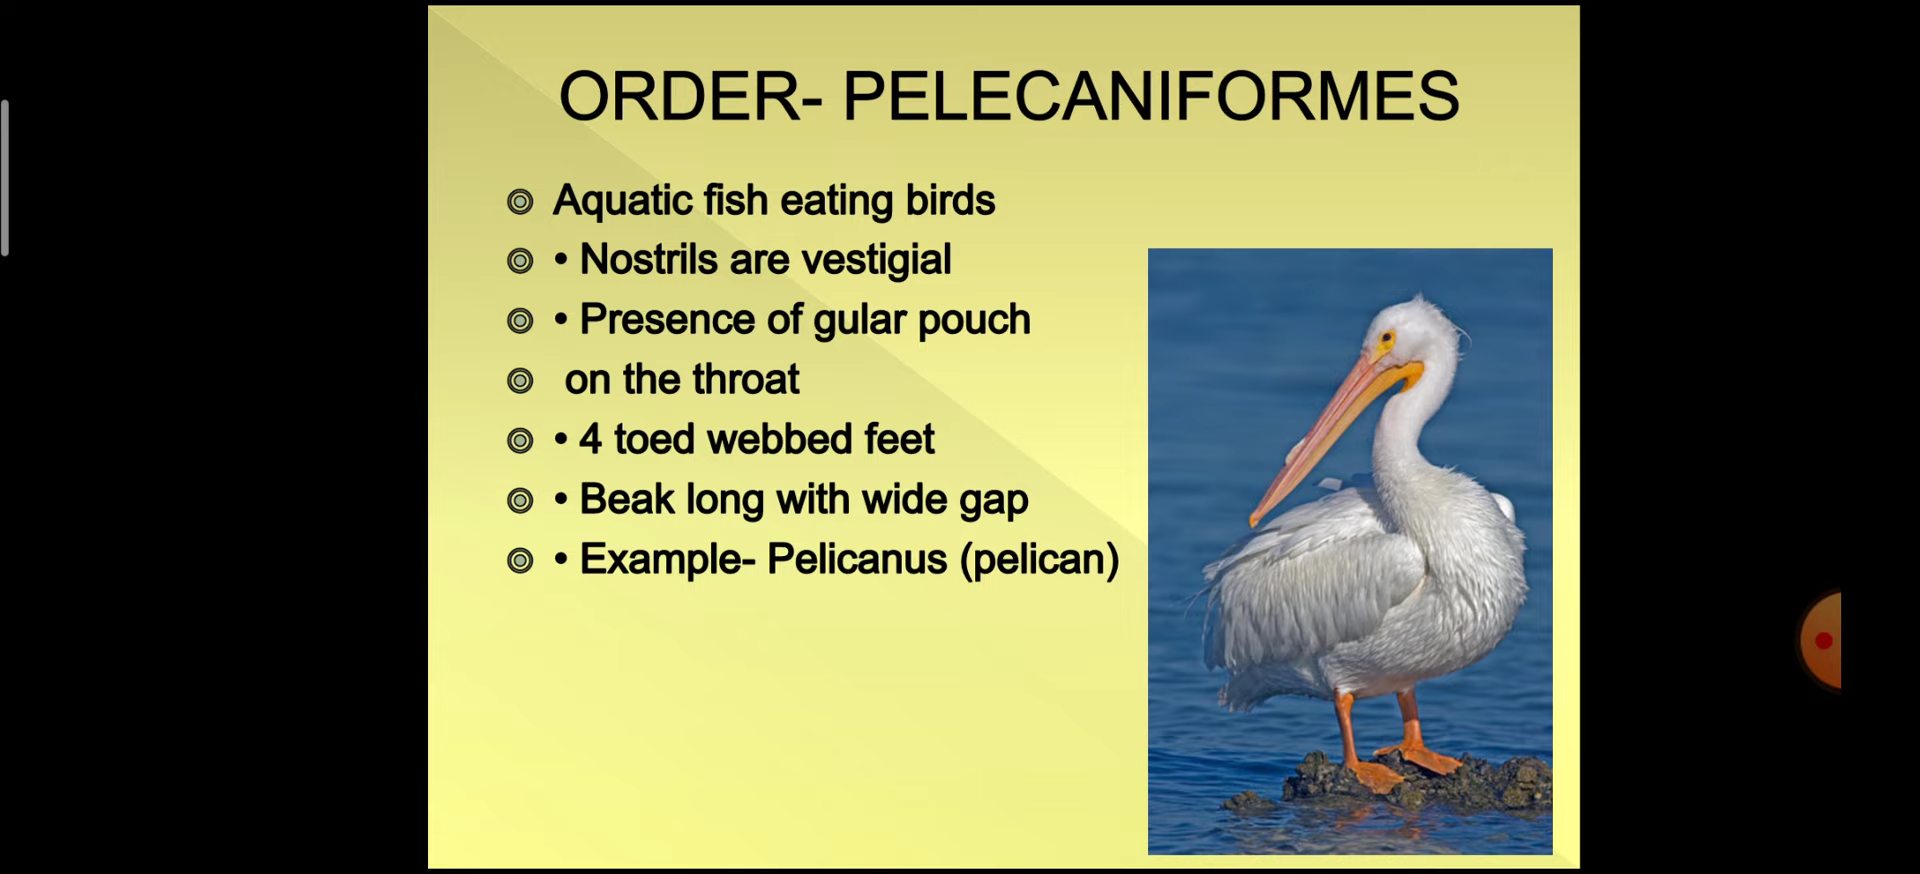 ORDER- PELECANIFORMES
Aquatic fish eating birds
• Nostrils are vestigial
• Presence of gular pouch
on the throat
• 4 toed webbed feet
• Beak long with wide gap
• Example- Pelicanus (pelican)